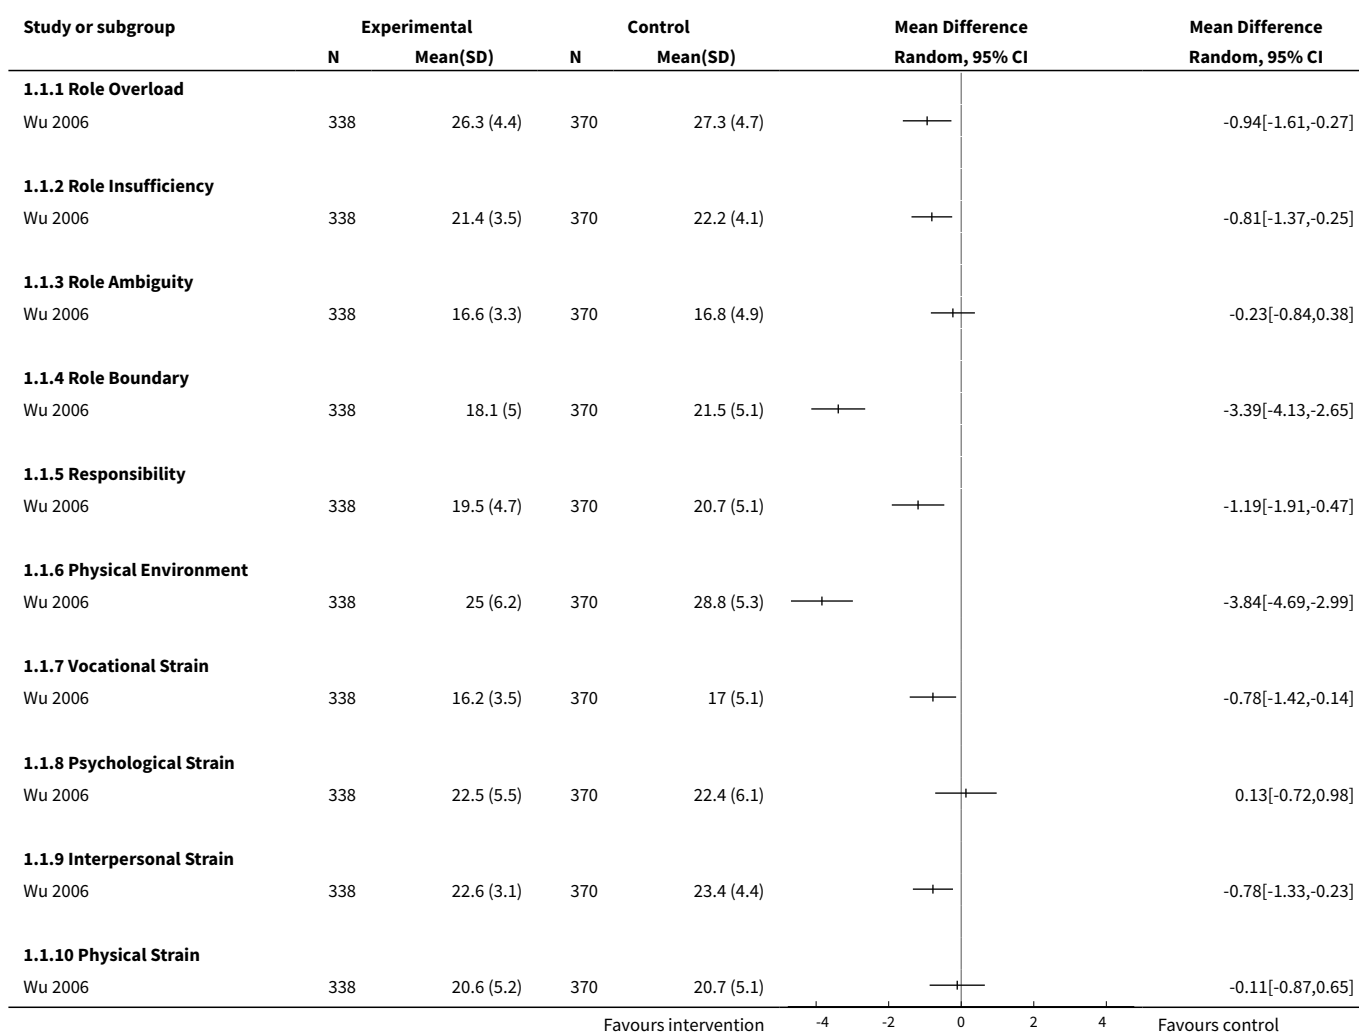 Study or subgroup Experimental Control Mean Difference Mean Difference
N Mean(SD) N Mean(SD) Random, 95% CI Random, 95% CI
1.1.1 Role Overload
Wu 2006 338 26.3 (4.4) 370 27.3 (4.7) -0.94[-1.61,-0.27]
1.1.2 Role Insufficiency
Wu 2006 338 21.4 (3.5) 370 22.2 (4.1) -0.81[-1.37,-0.25]
1.1.3 Role Ambiguity
Wu 2006 338 16.6 (3.3) 370 16.8 (4.9) -0.23[-0.84,0.38]
1.1.4 Role Boundary
Wu 2006 338 18.1 (5) 370 21.5 (5.1) -3.39[-4.13,-2.65]
1.1.5 Responsibility
Wu 2006 338 19.5 (4.7) 370 20.7 (5.1) -1.19[-1.91,-0.47]
1.1.6 Physical Environment
Wu 2006 338 25 (6.2) 370 28.8 (5.3) -3.84[-4.69,-2.99]
1.1.7 Vocational Strain
Wu 2006 338 16.2 (3.5) 370 17 (5.1) -0.78[-1.42,-0.14]
1.1.8 Psychological Strain
Wu 2006 338 22.5 (5.5) 370 22.4 (6.1) 0.13[-0.72,0.98]
1.1.9 Interpersonal Strain
Wu 2006 338 22.6 (3.1) 370 23.4 (4.4) -0.78[-1.33,-0.23]
1.1.10 Physical Strain
Wu 2006 338 20.6 (5.2) 370 20.7 (5.1) -0.11[-0.87,0.65]
Favours intervention -4 -2 0 2 4 Favours control